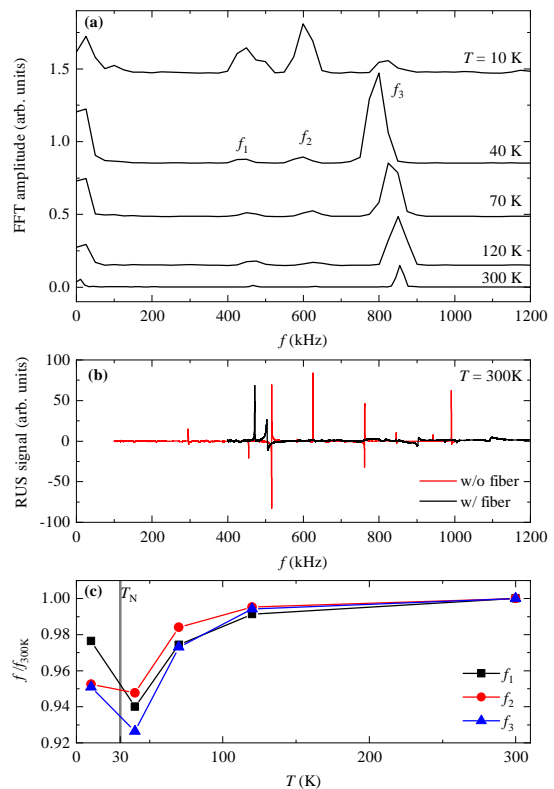 (a)
T = 10 K
f3
f1
f2
40 K
70 K
120 K
300 K
FFT amplitude (arb. units)
1.5
1.0
0.5
0.0
0 200 400 600 800 1000 1200
f (kHz)
(b)
T = 300K
RUS signal (arb. units)
100
50
0
-50
-100
w/o fiber
w/ fiber
0 200 400 600 800 1000 1200
f (kHz)
(c)
TN
f/f300K
1.00
0.98
0.96
0.94
0.92
f1
f2
f3
0 30 100 200 300
T (K)